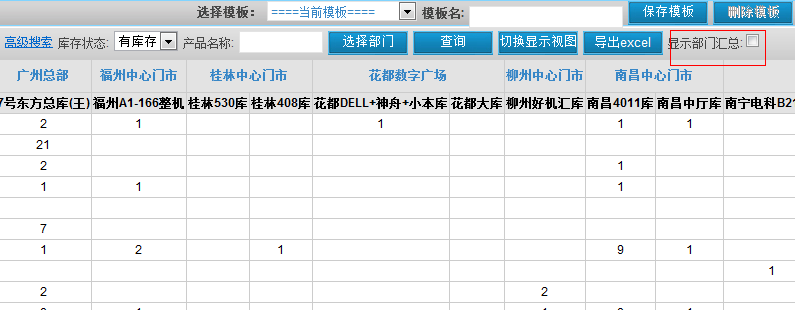 选择模板： ====当前模板==== 模板名: 保存模板 删除模板
高级搜索 库存状态: 有库存 产品名称: 选择部门 查询 切换显示视图 导出excel 显示部门汇总:
广州总部 福州中心门市 桂林中心门市 花都数字广场 柳州中心门市 南昌中心门市
7号东方总库(王) 福州A1-166整机 桂林530库 桂林408库 花都DELL+神舟+小本库 花都大库 柳州好机汇库 南昌4011库 南昌中厅库 南宁电科B21
2 1 1 1 1
21
2 1
1 1 1
7
1 2 1 9 1
1
2 2